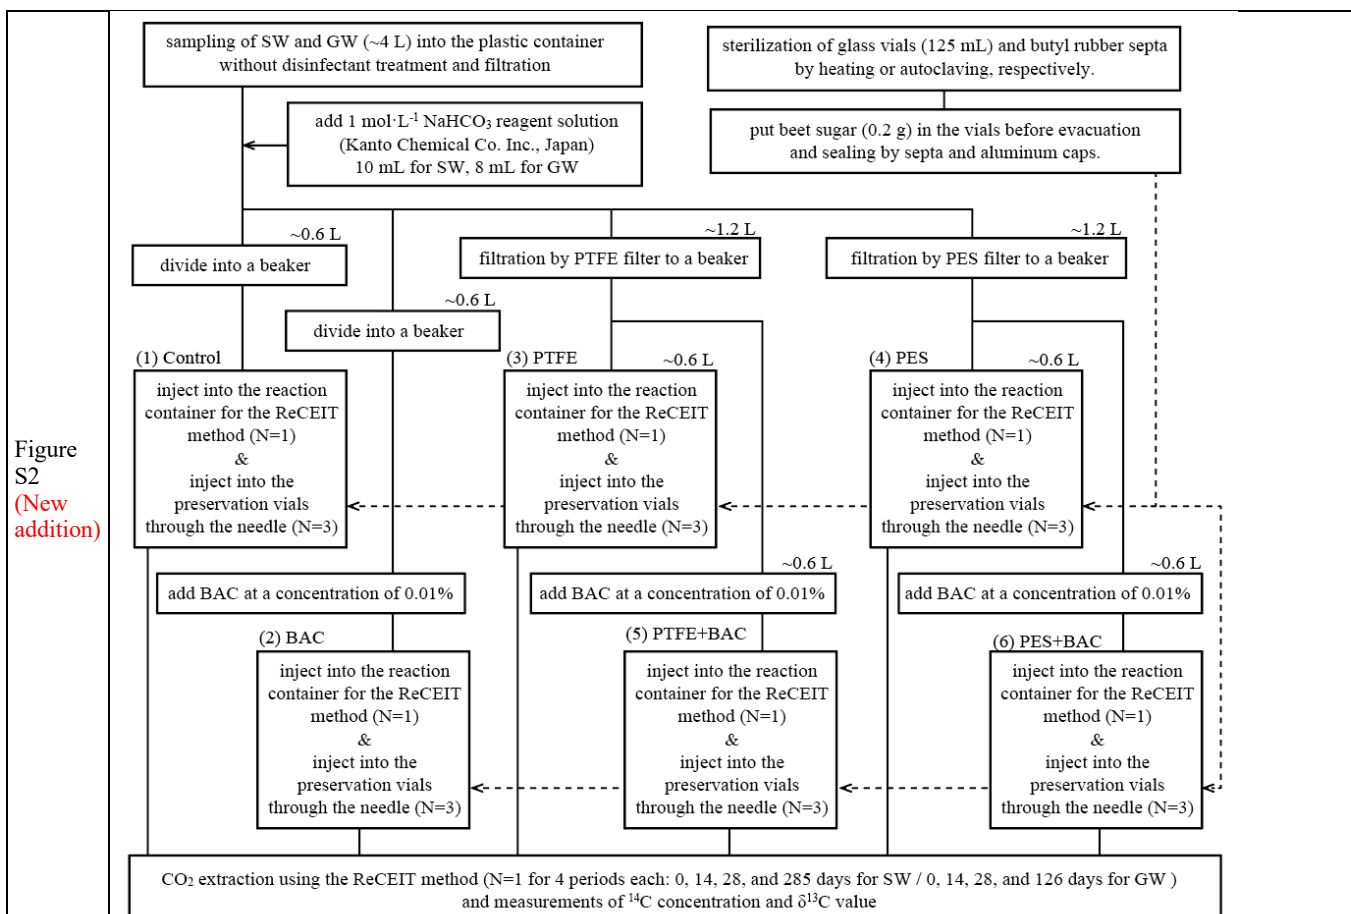 Figure
S2
(New
addition)
sampling of SW and GW (~4 L) into the plastic container
without disinfectant treatment and filtration
sterilization of glass vials (125 mL) and butyl rubber septa
by heating or autoclaving, respectively.
add 1 mol·L⁻¹ NaHCO₃ reagent solution
(Kanto Chemical Co. Inc., Japan)
10 mL for SW, 8 mL for GW
put beet sugar (0.2 g) in the vials before evacuation
and sealing by septa and aluminum caps.
~0.6 L
divide into a beaker
~0.6 L
divide into a beaker
~1.2 L
filtration by PTFE filter to a beaker
~1.2 L
filtration by PES filter to a beaker
(1) Control
inject into the reaction
container for the ReCEIT
method (N=1)
&
inject into the
preservation vials
through the needle (N=3)
(3) PTFE
~0.6 L
inject into the reaction
container for the ReCEIT
method (N=1)
&
inject into the
preservation vials
through the needle (N=3)
(4) PES
~0.6 L
inject into the reaction
container for the ReCEIT
method (N=1)
&
inject into the
preservation vials
through the needle (N=3)
add BAC at a concentration of 0.01%
~0.6 L
add BAC at a concentration of 0.01%
~0.6 L
add BAC at a concentration of 0.01%
(2) BAC
inject into the reaction
container for the ReCEIT
method (N=1)
&
inject into the
preservation vials
through the needle (N=3)
(5) PTFE+BAC
inject into the reaction
container for the ReCEIT
method (N=1)
&
inject into the
preservation vials
through the needle (N=3)
(6) PES+BAC
inject into the reaction
container for the ReCEIT
method (N=1)
&
inject into the
preservation vials
through the needle (N=3)
CO₂ extraction using the ReCEIT method (N=1 for 4 periods each: 0, 14, 28, and 285 days for SW / 0, 14, 28, and 126 days for GW )
and measurements of ¹⁴C concentration and δ¹³C value